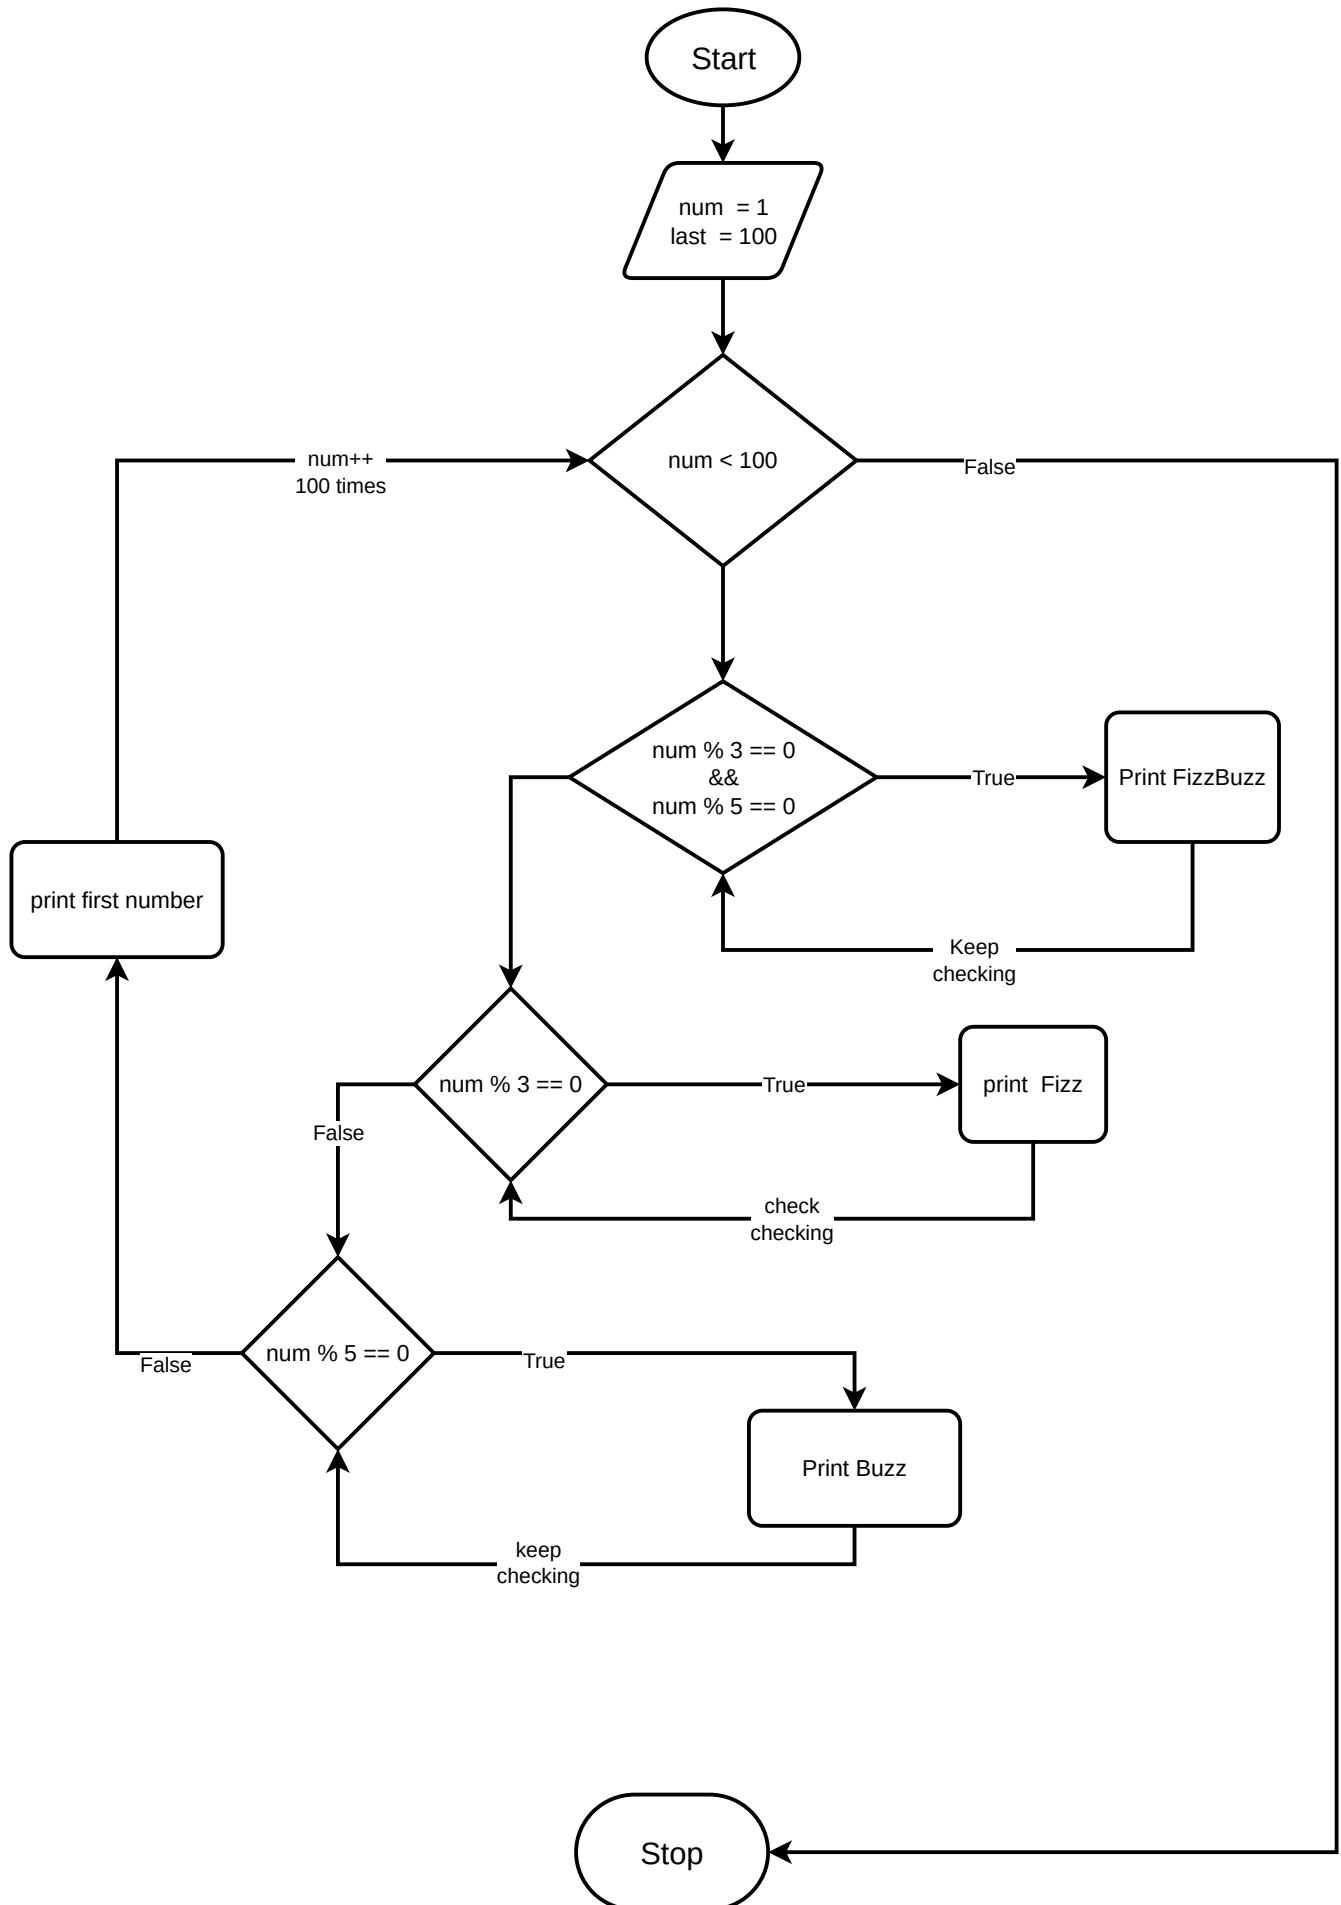 Start
num  = 1
last  = 100
num < 100
num++
100 times
False
num % 3 == 0
&&
num % 5 == 0
True
Print FizzBuzz
print first number
Keep
checking
num % 3 == 0
True
print  Fizz
False
check
checking
num % 5 == 0
True
False
Print Buzz
keep
checking
Stop